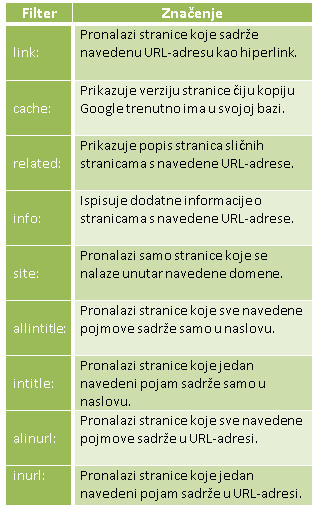 Filter Značenje
link: Pronalazi stranice koje sadrže
navedenu URL-adresu kao hiperlink.
cache: Prikazuje verziju stranice čiju kopiju
Google trenutno ima u svojoj bazi.
related: Prikazuje popis stranica sličnih
stranicama s navedene URL-adrese.
info: Ispisuje dodatne informacije o
stranicama s navedene URL-adrese.
site: Pronalazi samo stranice koje se
nalaze unutar navedene domene.
allintitle: Pronalazi stranice koje sve navedene
pojmove sadrže samo u naslovu.
intitle: Pronalazi stranice koje jedan
navedeni pojam sadrže samo u
naslovu.
alinurl: Pronalazi stranice koje sve navedene
pojmove sadrže u URL-adresi.
inurl: Pronalazi stranice koje jedan
navedeni pojam sadrže u URL-adresi.